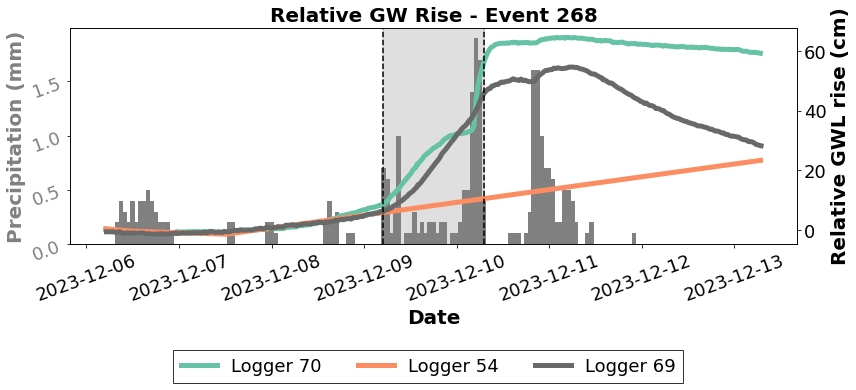 Relative GW Rise - Event 268
Precipitation (mm)
1.5
1.0
0.5
0.0
60
40
20
0
Relative GWL rise (cm)
2023-12-06
2023-12-07
2023-12-08
2023-12-09
2023-12-10
2023-12-11
2023-12-12
2023-12-13
Date
Logger 70
Logger 54
Logger 69